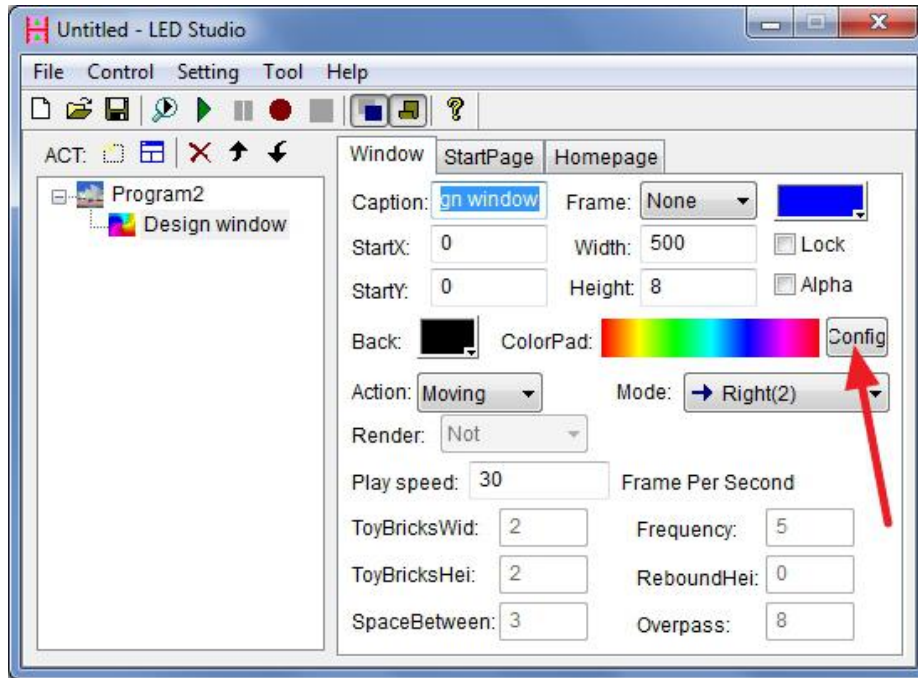 Untitled - LED Studio
File Control Setting Tool Help
ACT:
Program2
Design window
Window StartPage Homepage
Caption: gn window Frame: None
StartX: 0 Width: 500 Lock
StartY: 0 Height: 8 Alpha
Back: ColorPad: Config
Action: Moving Mode: Right(2)
Render: Not
Play speed: 30 Frame Per Second
ToyBricksWid: 2 Frequency: 5
ToyBricksHei: 2 ReboundHei: 0
SpaceBetween: 3 Overpass: 8